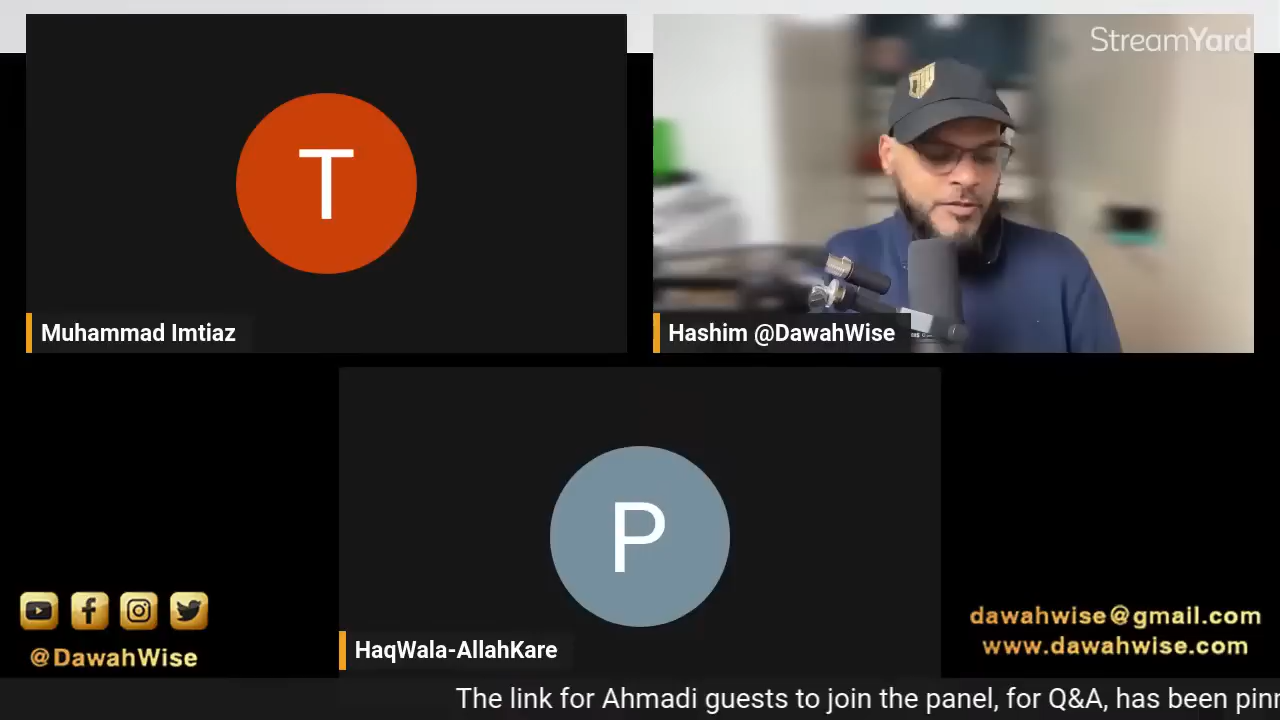 StreamYard
T
Muhammad Imtiaz
Hashim @DawahWise
P
HaqWala-AllahKare
@DawahWise
dawahwise@gmail.com
www.dawahwise.com
The link for Ahmadi guests to join the panel, for Q&A, has been pinn